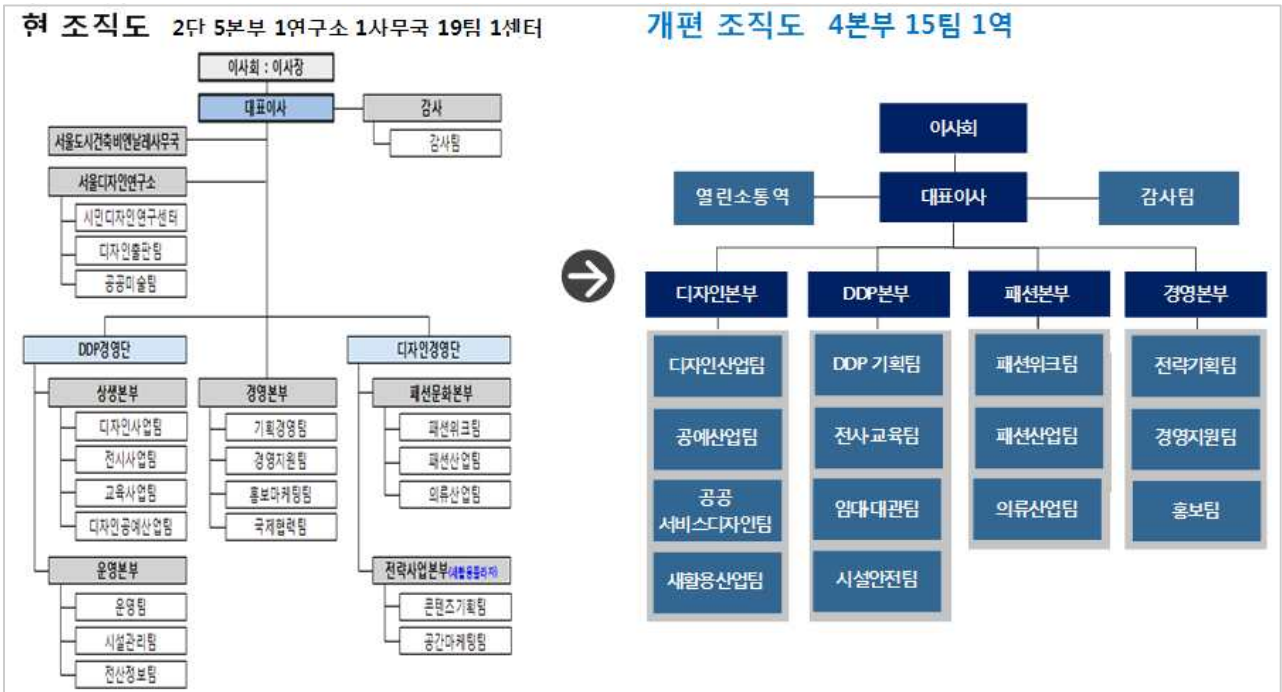 현 조직도 2단 5본부 1연구소 1사무국 19팀 1센터
이사회 : 이사장
대표이사
감사
감사팀
서울도시건축비엔날레사무국
서울디자인연구소
시민디자인연구센터
디자인출판팀
공공미술팀
DDP경영단
상생본부
디자인사업팀
전시사업팀
교육사업팀
디자인공예산업팀
운영본부
운영팀
시설관리팀
전산정보팀
경영본부
기획경영팀
경영지원팀
홍보마케팅팀
국제협력팀
디자인경영단
패션문화본부
패션위크팀
패션산업팀
의류산업팀
전략사업본부(새활용플라자)
콘텐츠기획팀
공간마케팅팀
개편 조직도 4본부 15팀 1역
이사회
열린소통역
대표이사
감사팀
디자인본부
디자인산업팀
공예산업팀
공공
서비스디자인팀
새활용산업팀
DDP본부
DDP 기획팀
전사교육팀
임대대관팀
시설안전팀
패션본부
패션위크팀
패션산업팀
의류산업팀
경영본부
전략기획팀
경영지원팀
홍보팀